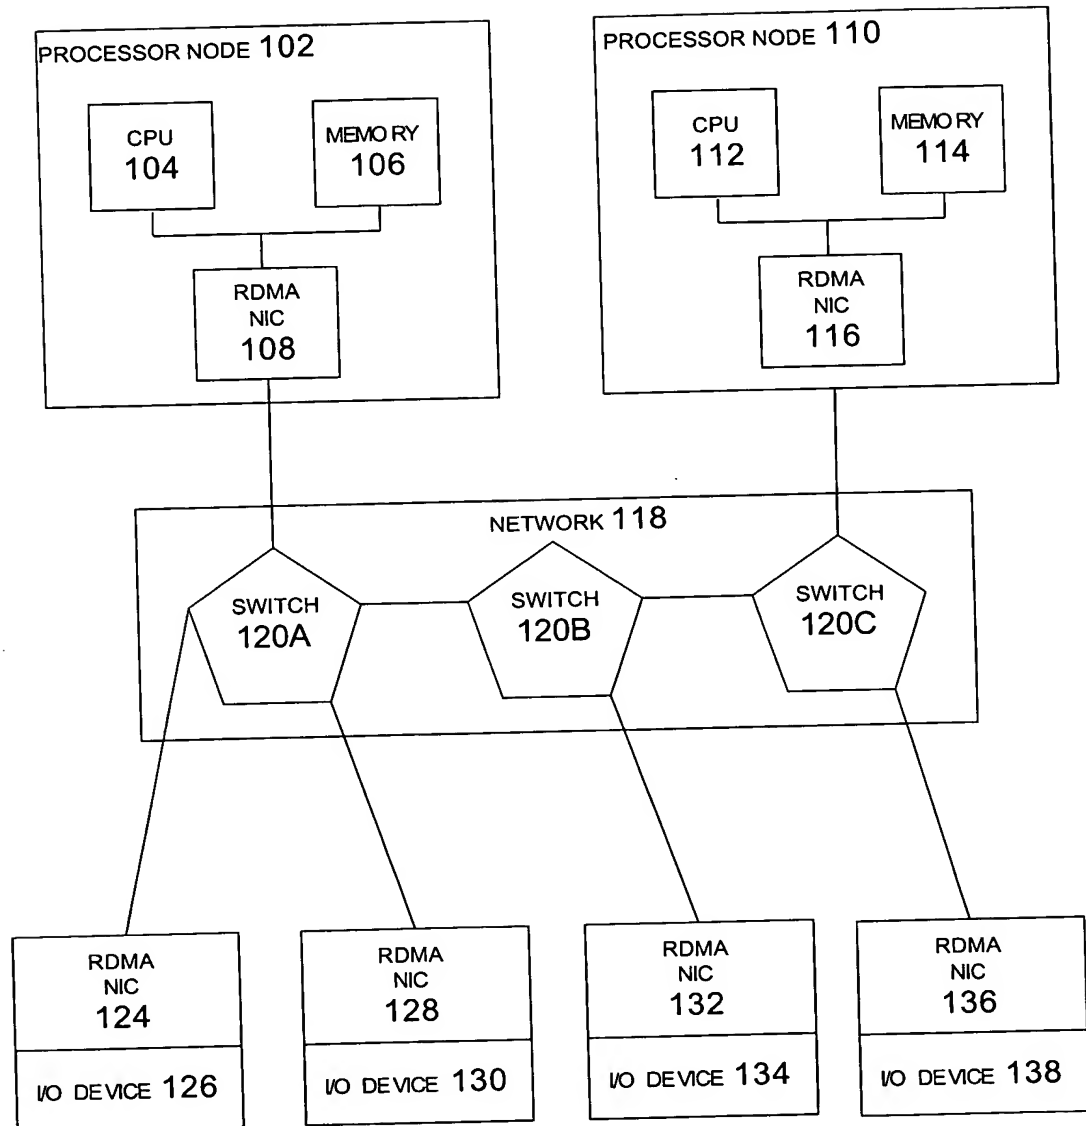 PROCESSOR NODE 102
CPU
104
MEMORY
106
RDMA
NIC
108
PROCESSOR NODE 110
CPU
112
MEMORY
114
RDMA
NIC
116
NETWORK 118
SWITCH
120A
SWITCH
120B
SWITCH
120C
RDMA
NIC
124
I/O DEVICE 126
RDMA
NIC
128
I/O DEVICE 130
RDMA
NIC
132
I/O DEVICE 134
RDMA
NIC
136
I/O DEVICE 138